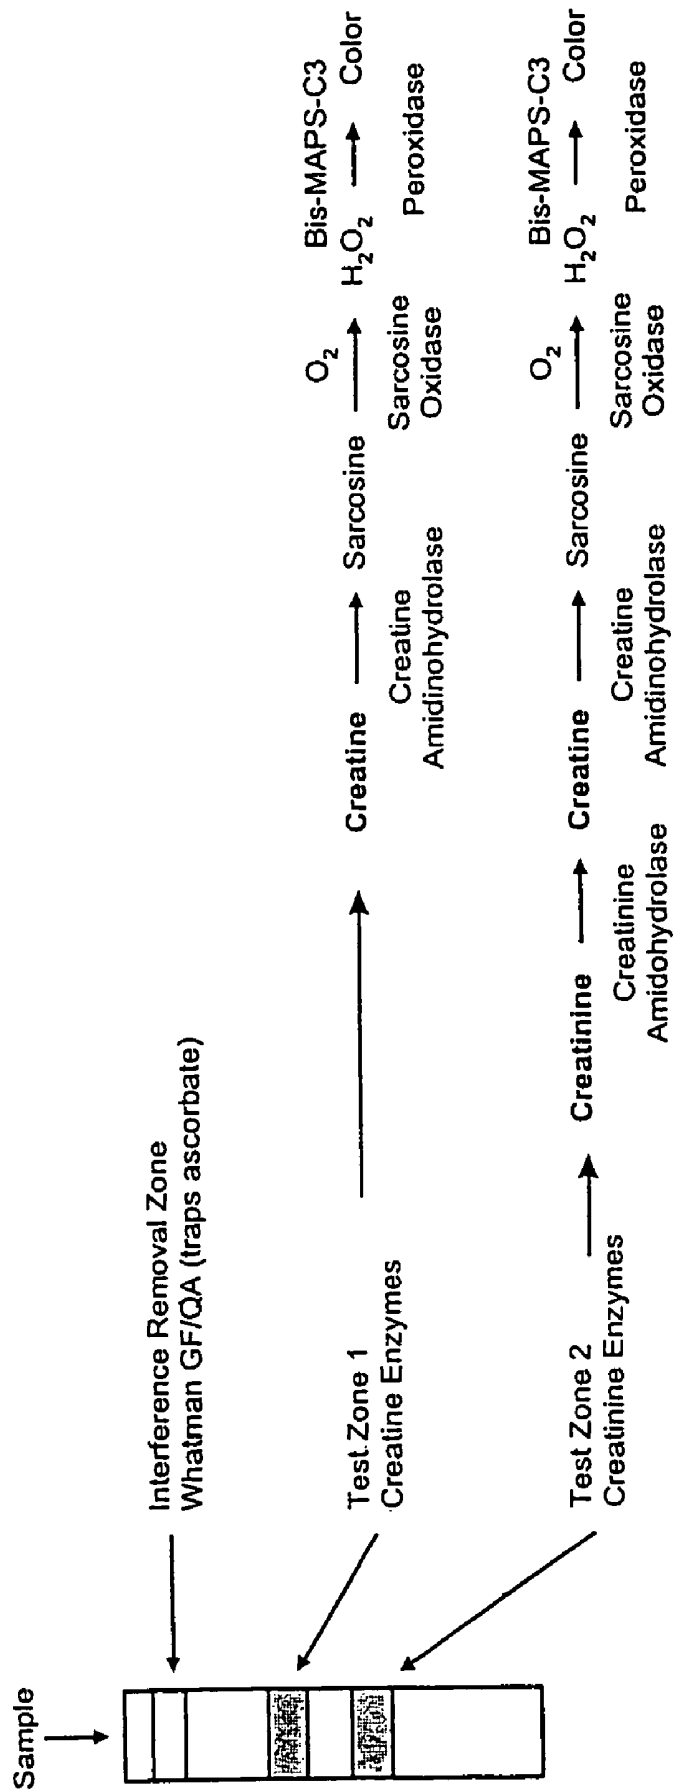 Sample
Interference Removal Zone
Whatman GF/QA (traps ascorbate)
Test Zone 1
Creatine Enzymes
Creatine
Sarcosine
O₂
H₂O₂
Bis-MAPS-C3
Color
Creatine
Amidinohydrolase
Sarcosine
Oxidase
Peroxidase
Test Zone 2
Creatinine Enzymes
Creatinine
Creatine
Sarcosine
O₂
H₂O₂
Bis-MAPS-C3
Color
Creatinine
Amidohydrolase
Creatine
Amidinohydrolase
Sarcosine
Oxidase
Peroxidase